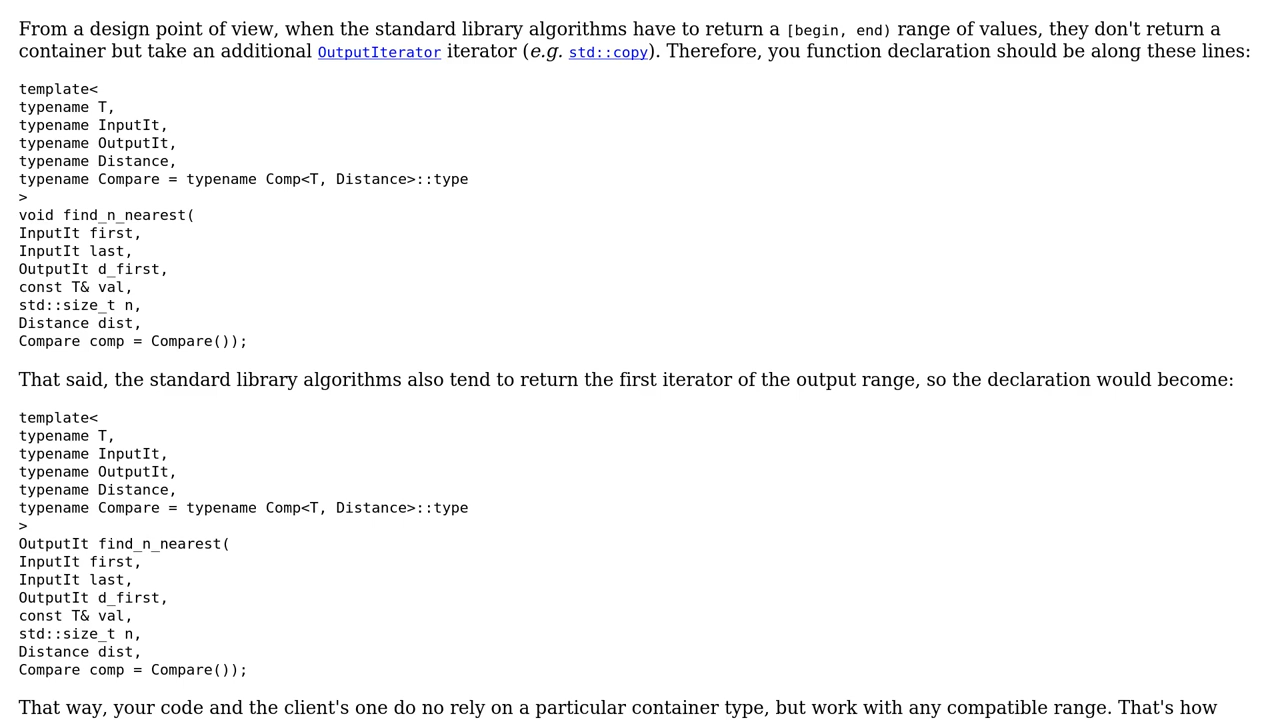 From a design point of view, when the standard library algorithms have to return a [begin, end) range of values, they don't return a
container but take an additional OutputIterator iterator (e.g. std::copy). Therefore, you function declaration should be along these lines:
template<
typename T,
typename InputIt,
typename OutputIt,
typename Distance,
typename Compare = typename Comp<T, Distance>::type
>
void find_n_nearest(
InputIt first,
InputIt last,
OutputIt d_first,
const T& val,
std::size_t n,
Distance dist,
Compare comp = Compare());
That said, the standard library algorithms also tend to return the first iterator of the output range, so the declaration would become:
template<
typename T,
typename InputIt,
typename OutputIt,
typename Distance,
typename Compare = typename Comp<T, Distance>::type
>
OutputIt find_n_nearest(
InputIt first,
InputIt last,
OutputIt d_first,
const T& val,
std::size_t n,
Distance dist,
Compare comp = Compare());
That way, your code and the client's one do no rely on a particular container type, but work with any compatible range. That's how